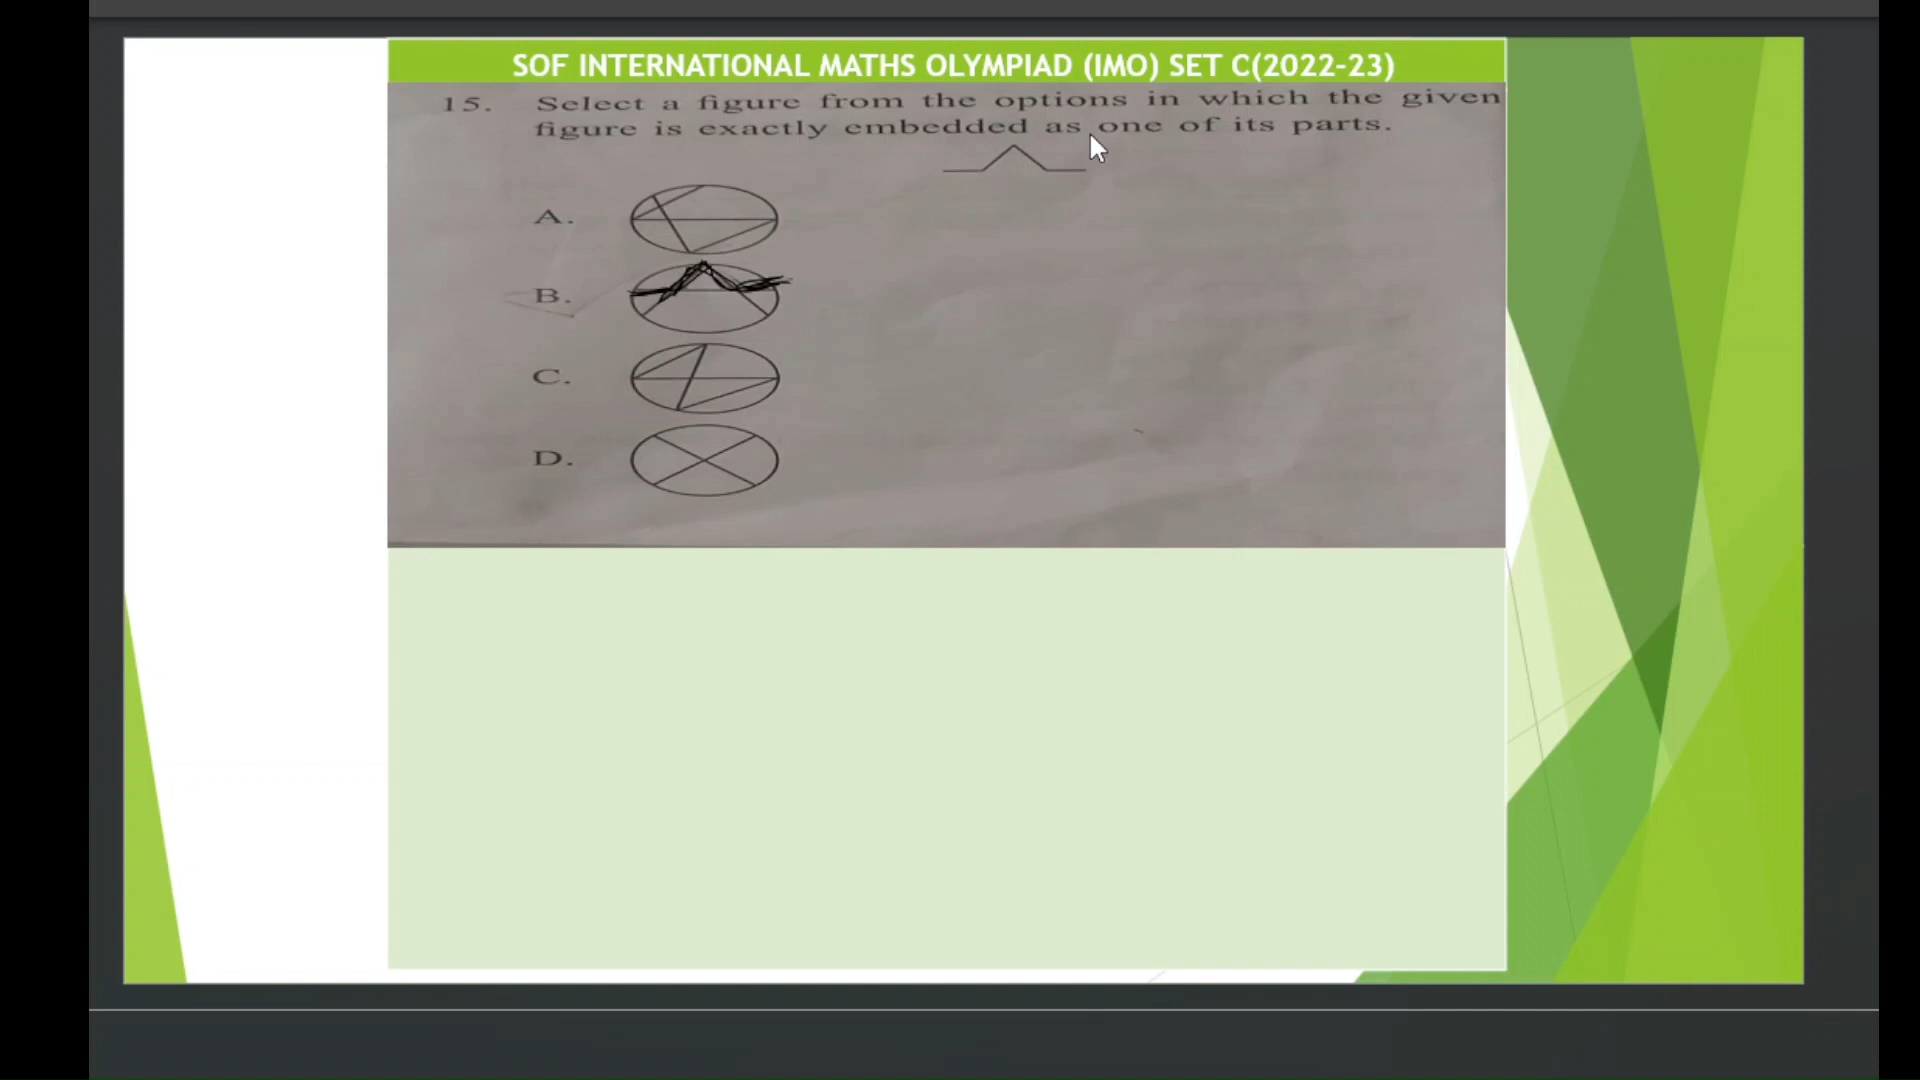 SOF INTERNATIONAL MATHS OLYMPIAD (IMO) SET C(2022-23)
15. Select a figure from the options in which the given
figure is exactly embedded as one of its parts.
A.
B.
C.
D.